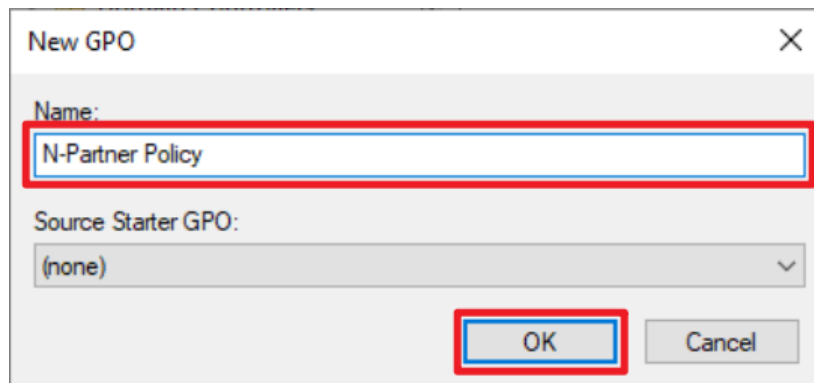 New GPO
Name:
N-Partner Policy
Source Starter GPO:
(none)
OK Cancel